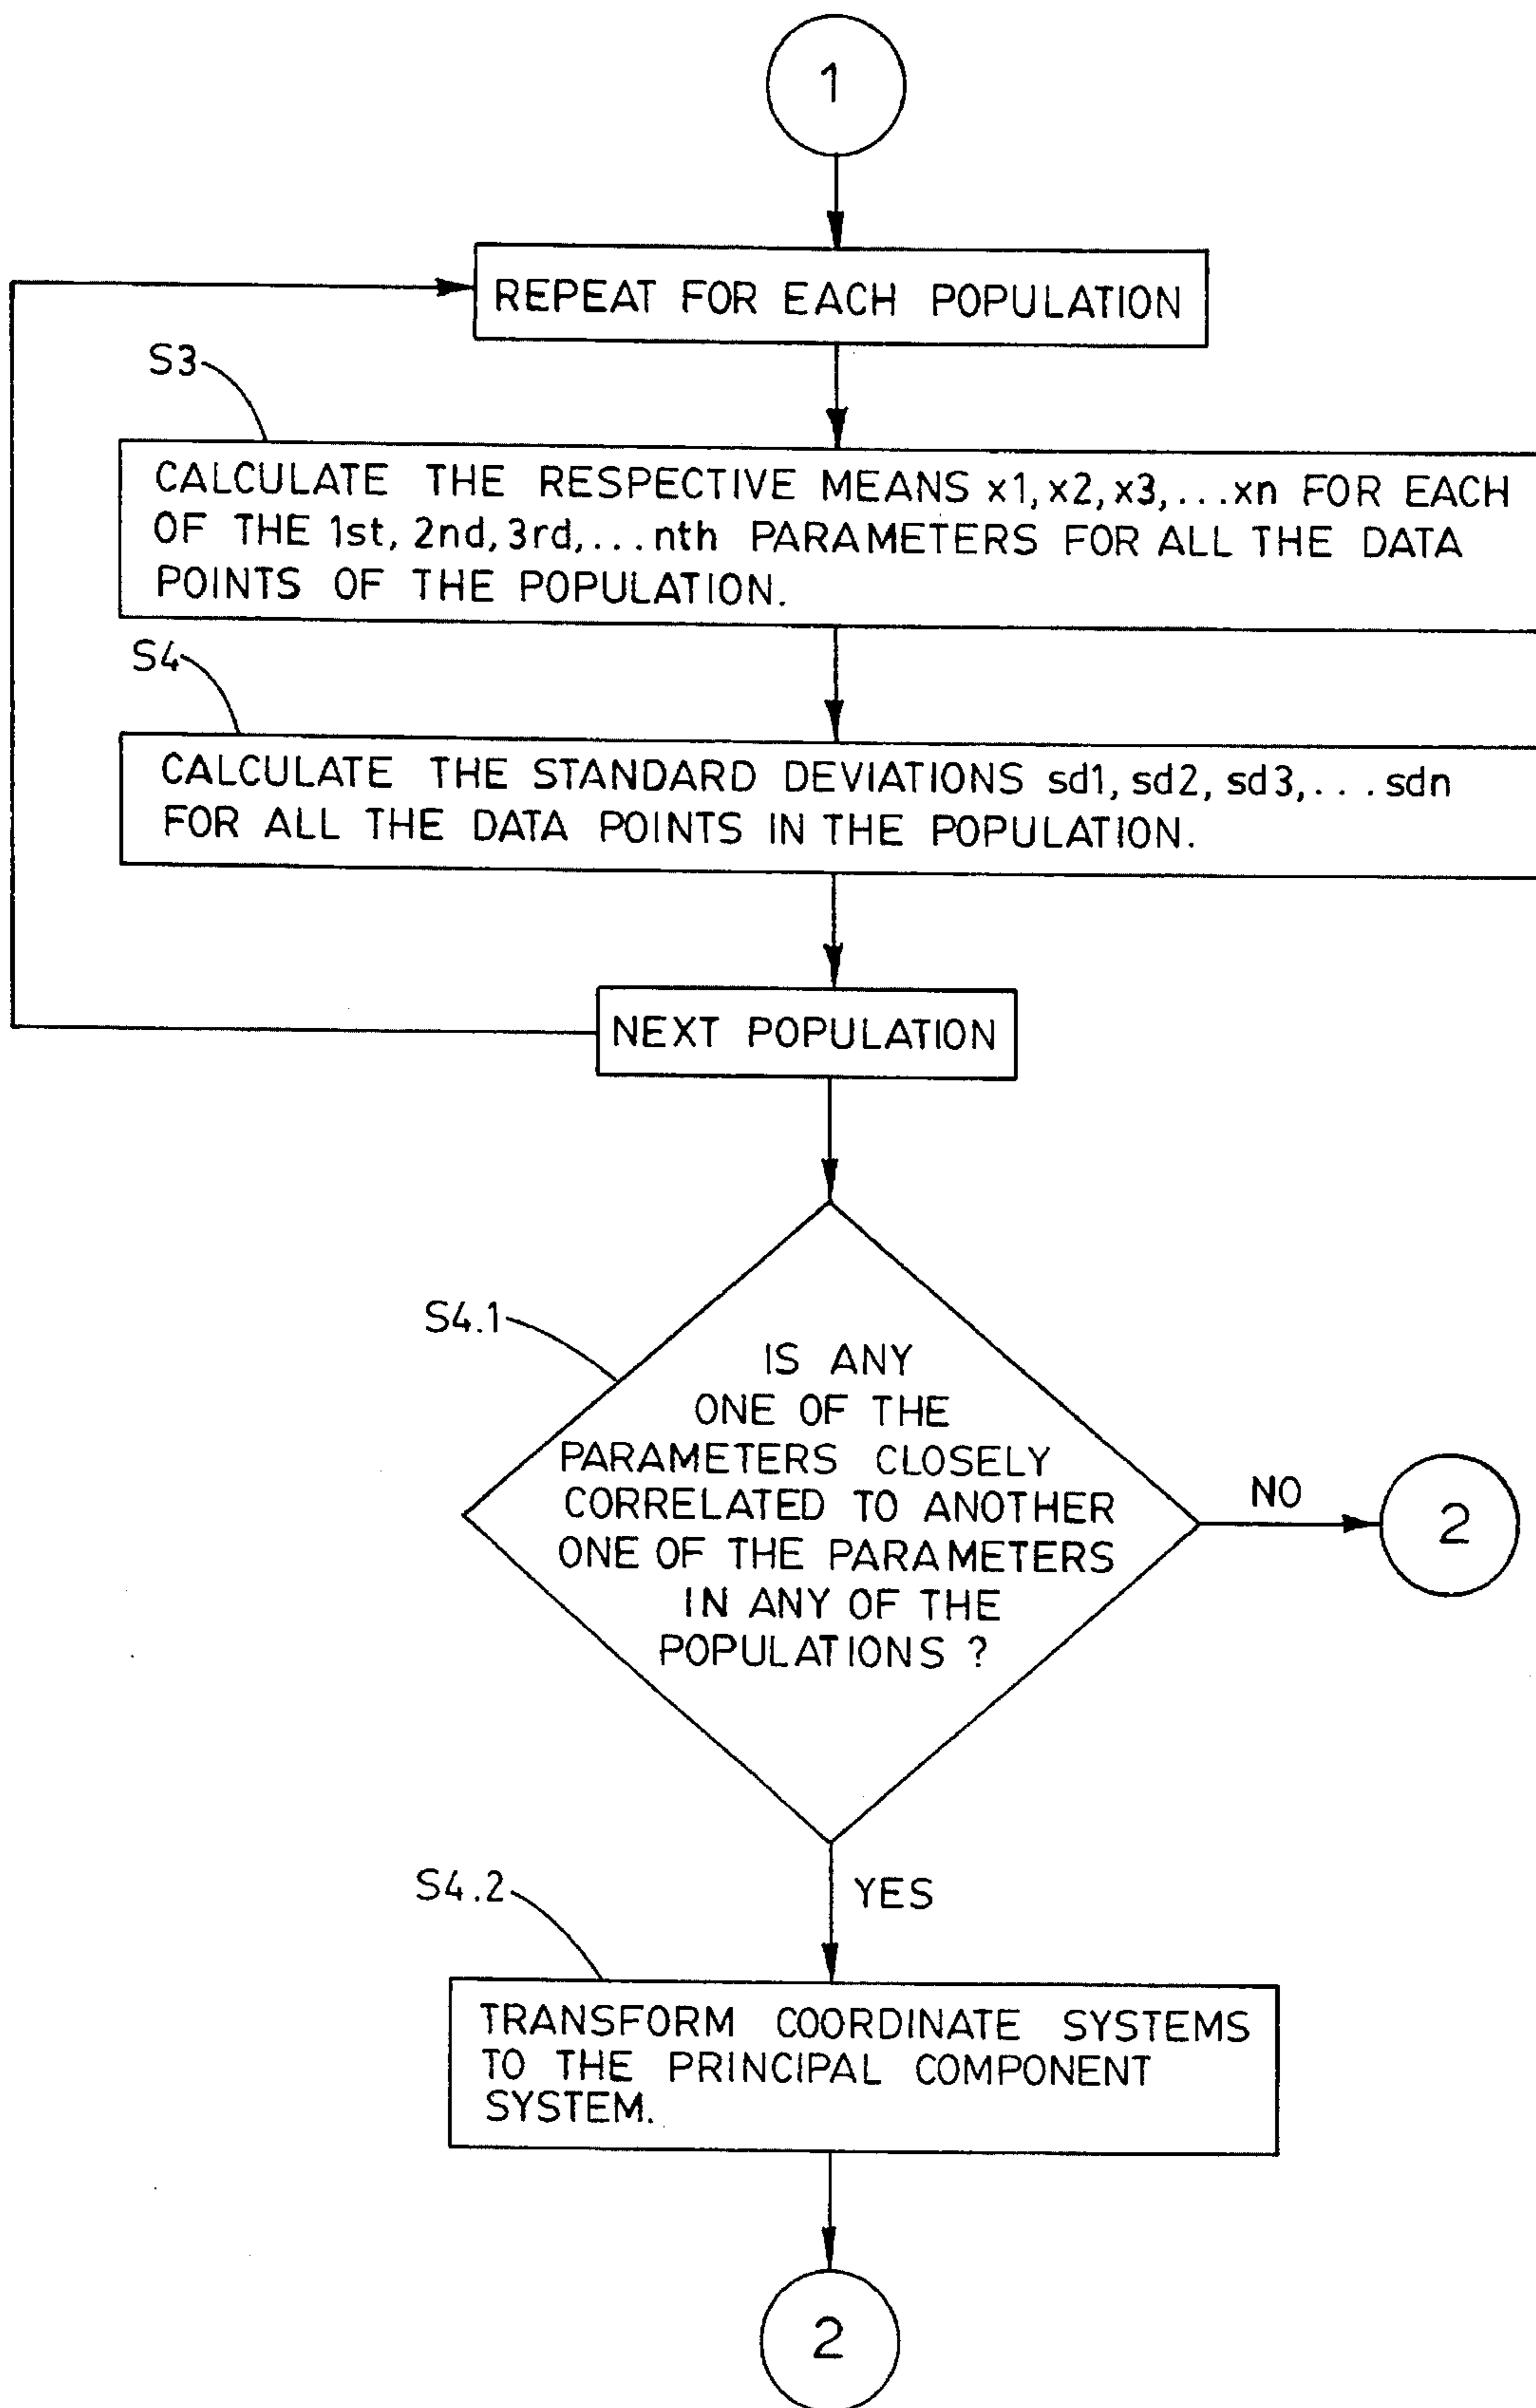 1
REPEAT FOR EACH POPULATION
S3
CALCULATE THE RESPECTIVE MEANS x1, x2, x3,...xn FOR EACH
OF THE 1st, 2nd, 3rd,...nth PARAMETERS FOR ALL THE DATA
POINTS OF THE POPULATION.
S4
CALCULATE THE STANDARD DEVIATIONS sd1, sd2, sd3,...sdn
FOR ALL THE DATA POINTS IN THE POPULATION.
NEXT POPULATION
S4.1
IS ANY
ONE OF THE
PARAMETERS CLOSELY
CORRELATED TO ANOTHER
ONE OF THE PARAMETERS
IN ANY OF THE
POPULATIONS ?
NO
2
YES
S4.2
TRANSFORM COORDINATE SYSTEMS
TO THE PRINCIPAL COMPONENT
SYSTEM.
2